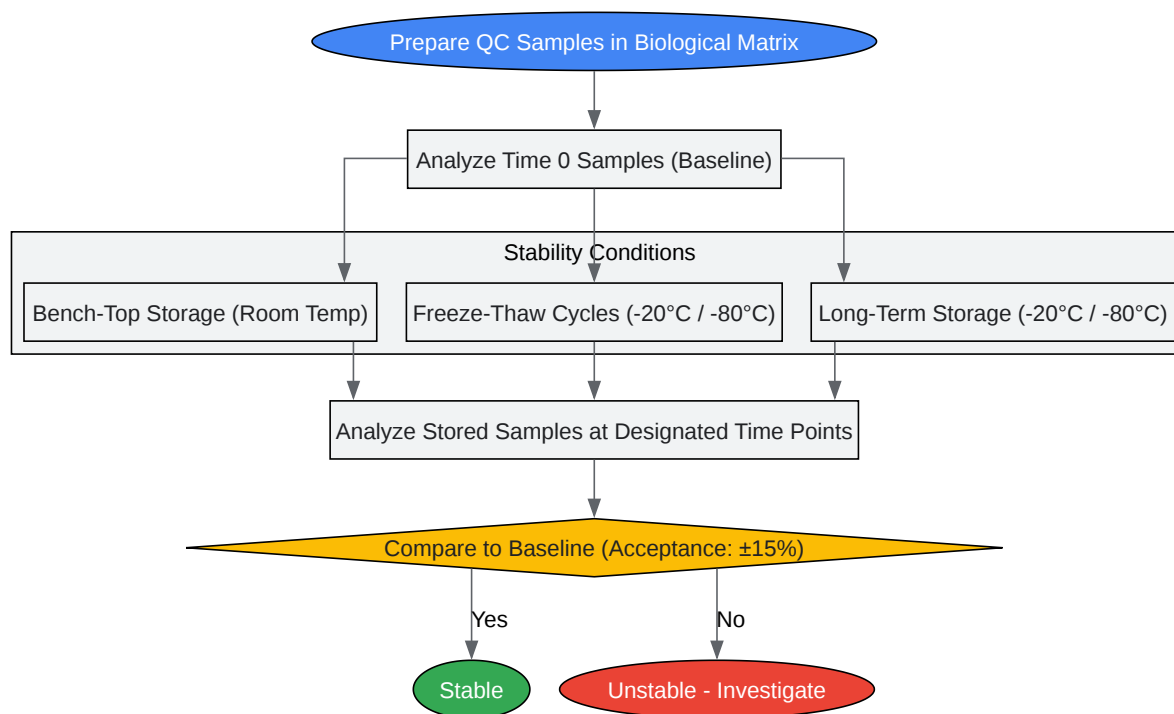 Prepare QC Samples in Biological Matrix
Analyze Time 0 Samples (Baseline)
Stability Conditions
Bench-Top Storage (Room Temp)
Freeze-Thaw Cycles (-20°C / -80°C)
Long-Term Storage (-20°C / -80°C)
Analyze Stored Samples at Designated Time Points
Compare to Baseline (Acceptance: ±15%)
Yes
No
Stable
Unstable - Investigate